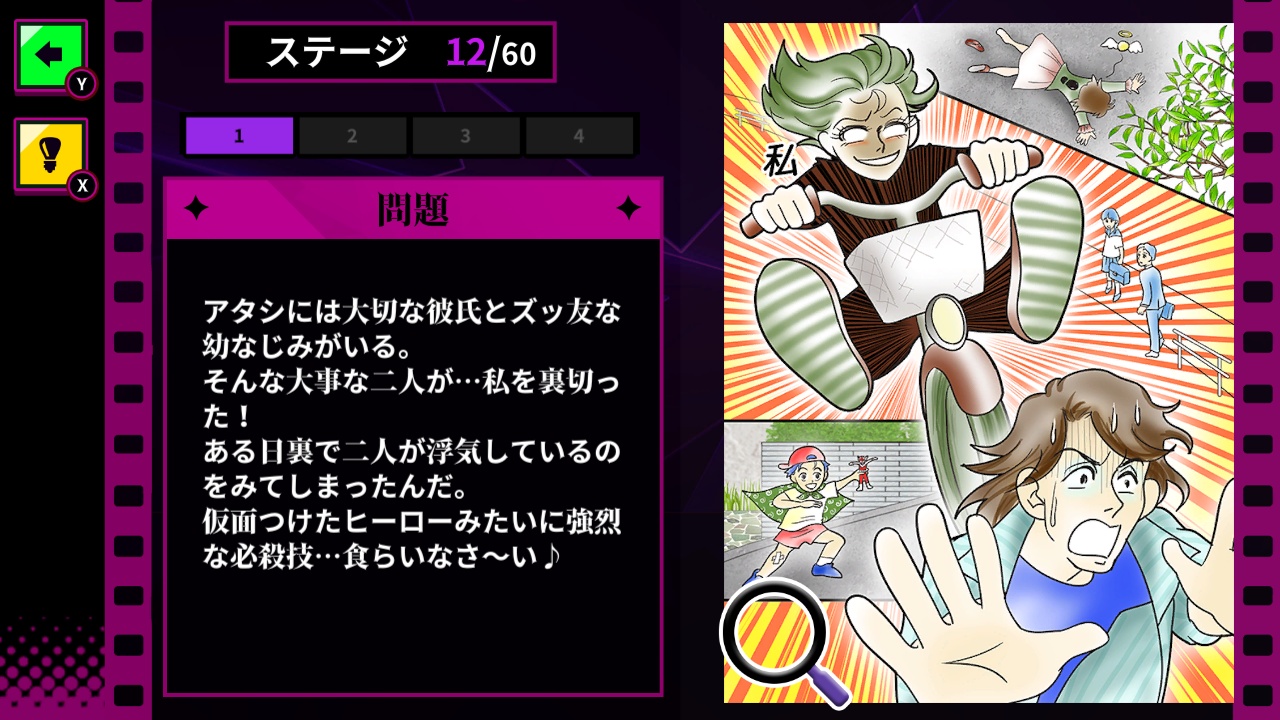 Y
X
ステージ 12/60
1 2 3 4
問題
アタシには大切な彼氏とズッ友な
幼なじみがいる。
そんな大事な二人が…私を裏切っ
た！
ある日裏で二人が浮気しているの
をみてしまったんだ。
仮面つけたヒーローみたいに強烈
な必殺技…食らいなさ〜い♪
私